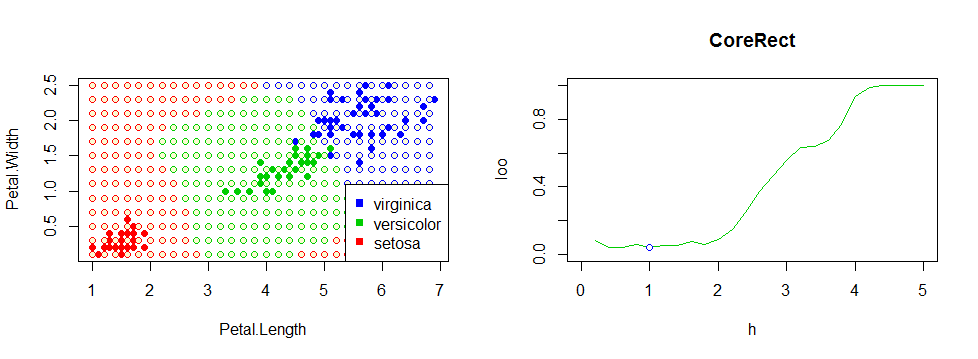 2.5
2.0
1.5
1.0
0.5
Petal.Width
virginica
versicolor
setosa
1 2 3 4 5 6 7
Petal.Length
CoreRect
0.8
0.4
0.0
loo
0 1 2 3 4 5
h